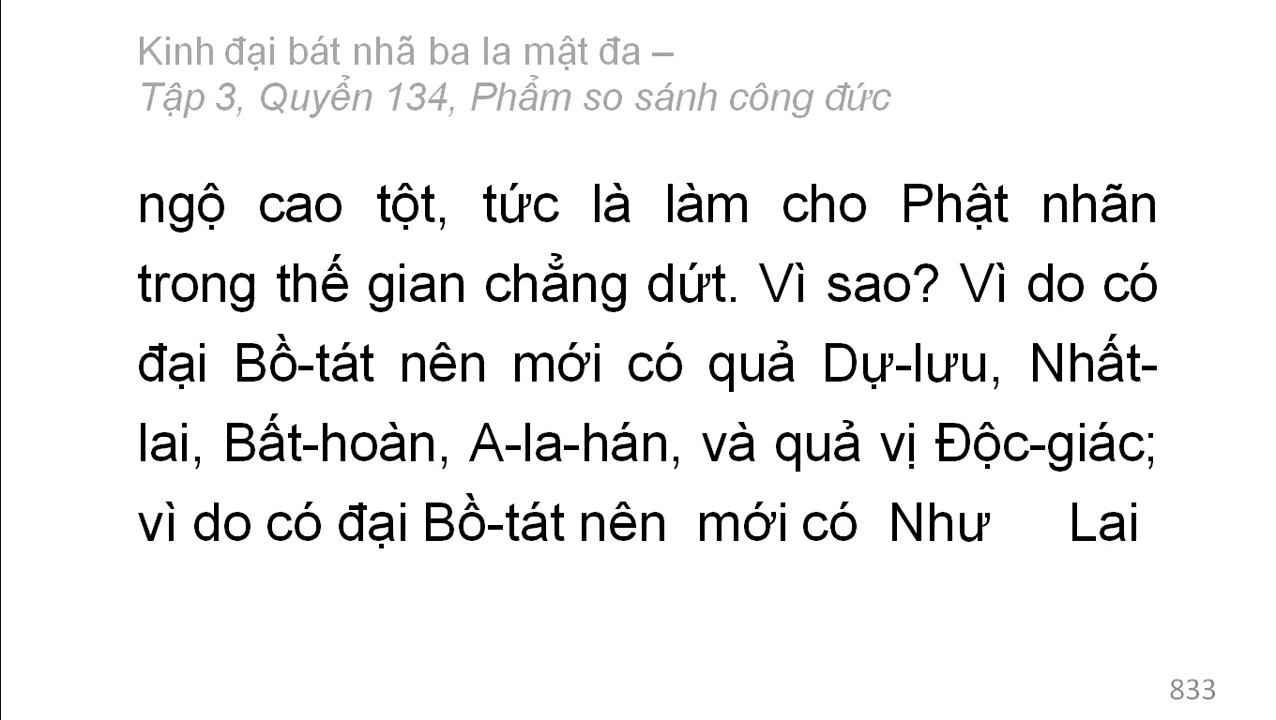 Kinh đại bát nhã ba la mật đa –
Tập 3, Quyển 134, Phẩm so sánh công đức
ngộ cao tột, tức là làm cho Phật nhãn
trong thế gian chẳng dứt. Vì sao? Vì do có
đại Bồ-tát nên mới có quả Dự-lưu, Nhất-
lai, Bất-hoàn, A-la-hán, và quả vị Độc-giác;
vì do có đại Bồ-tát nên mới có Như Lai
833